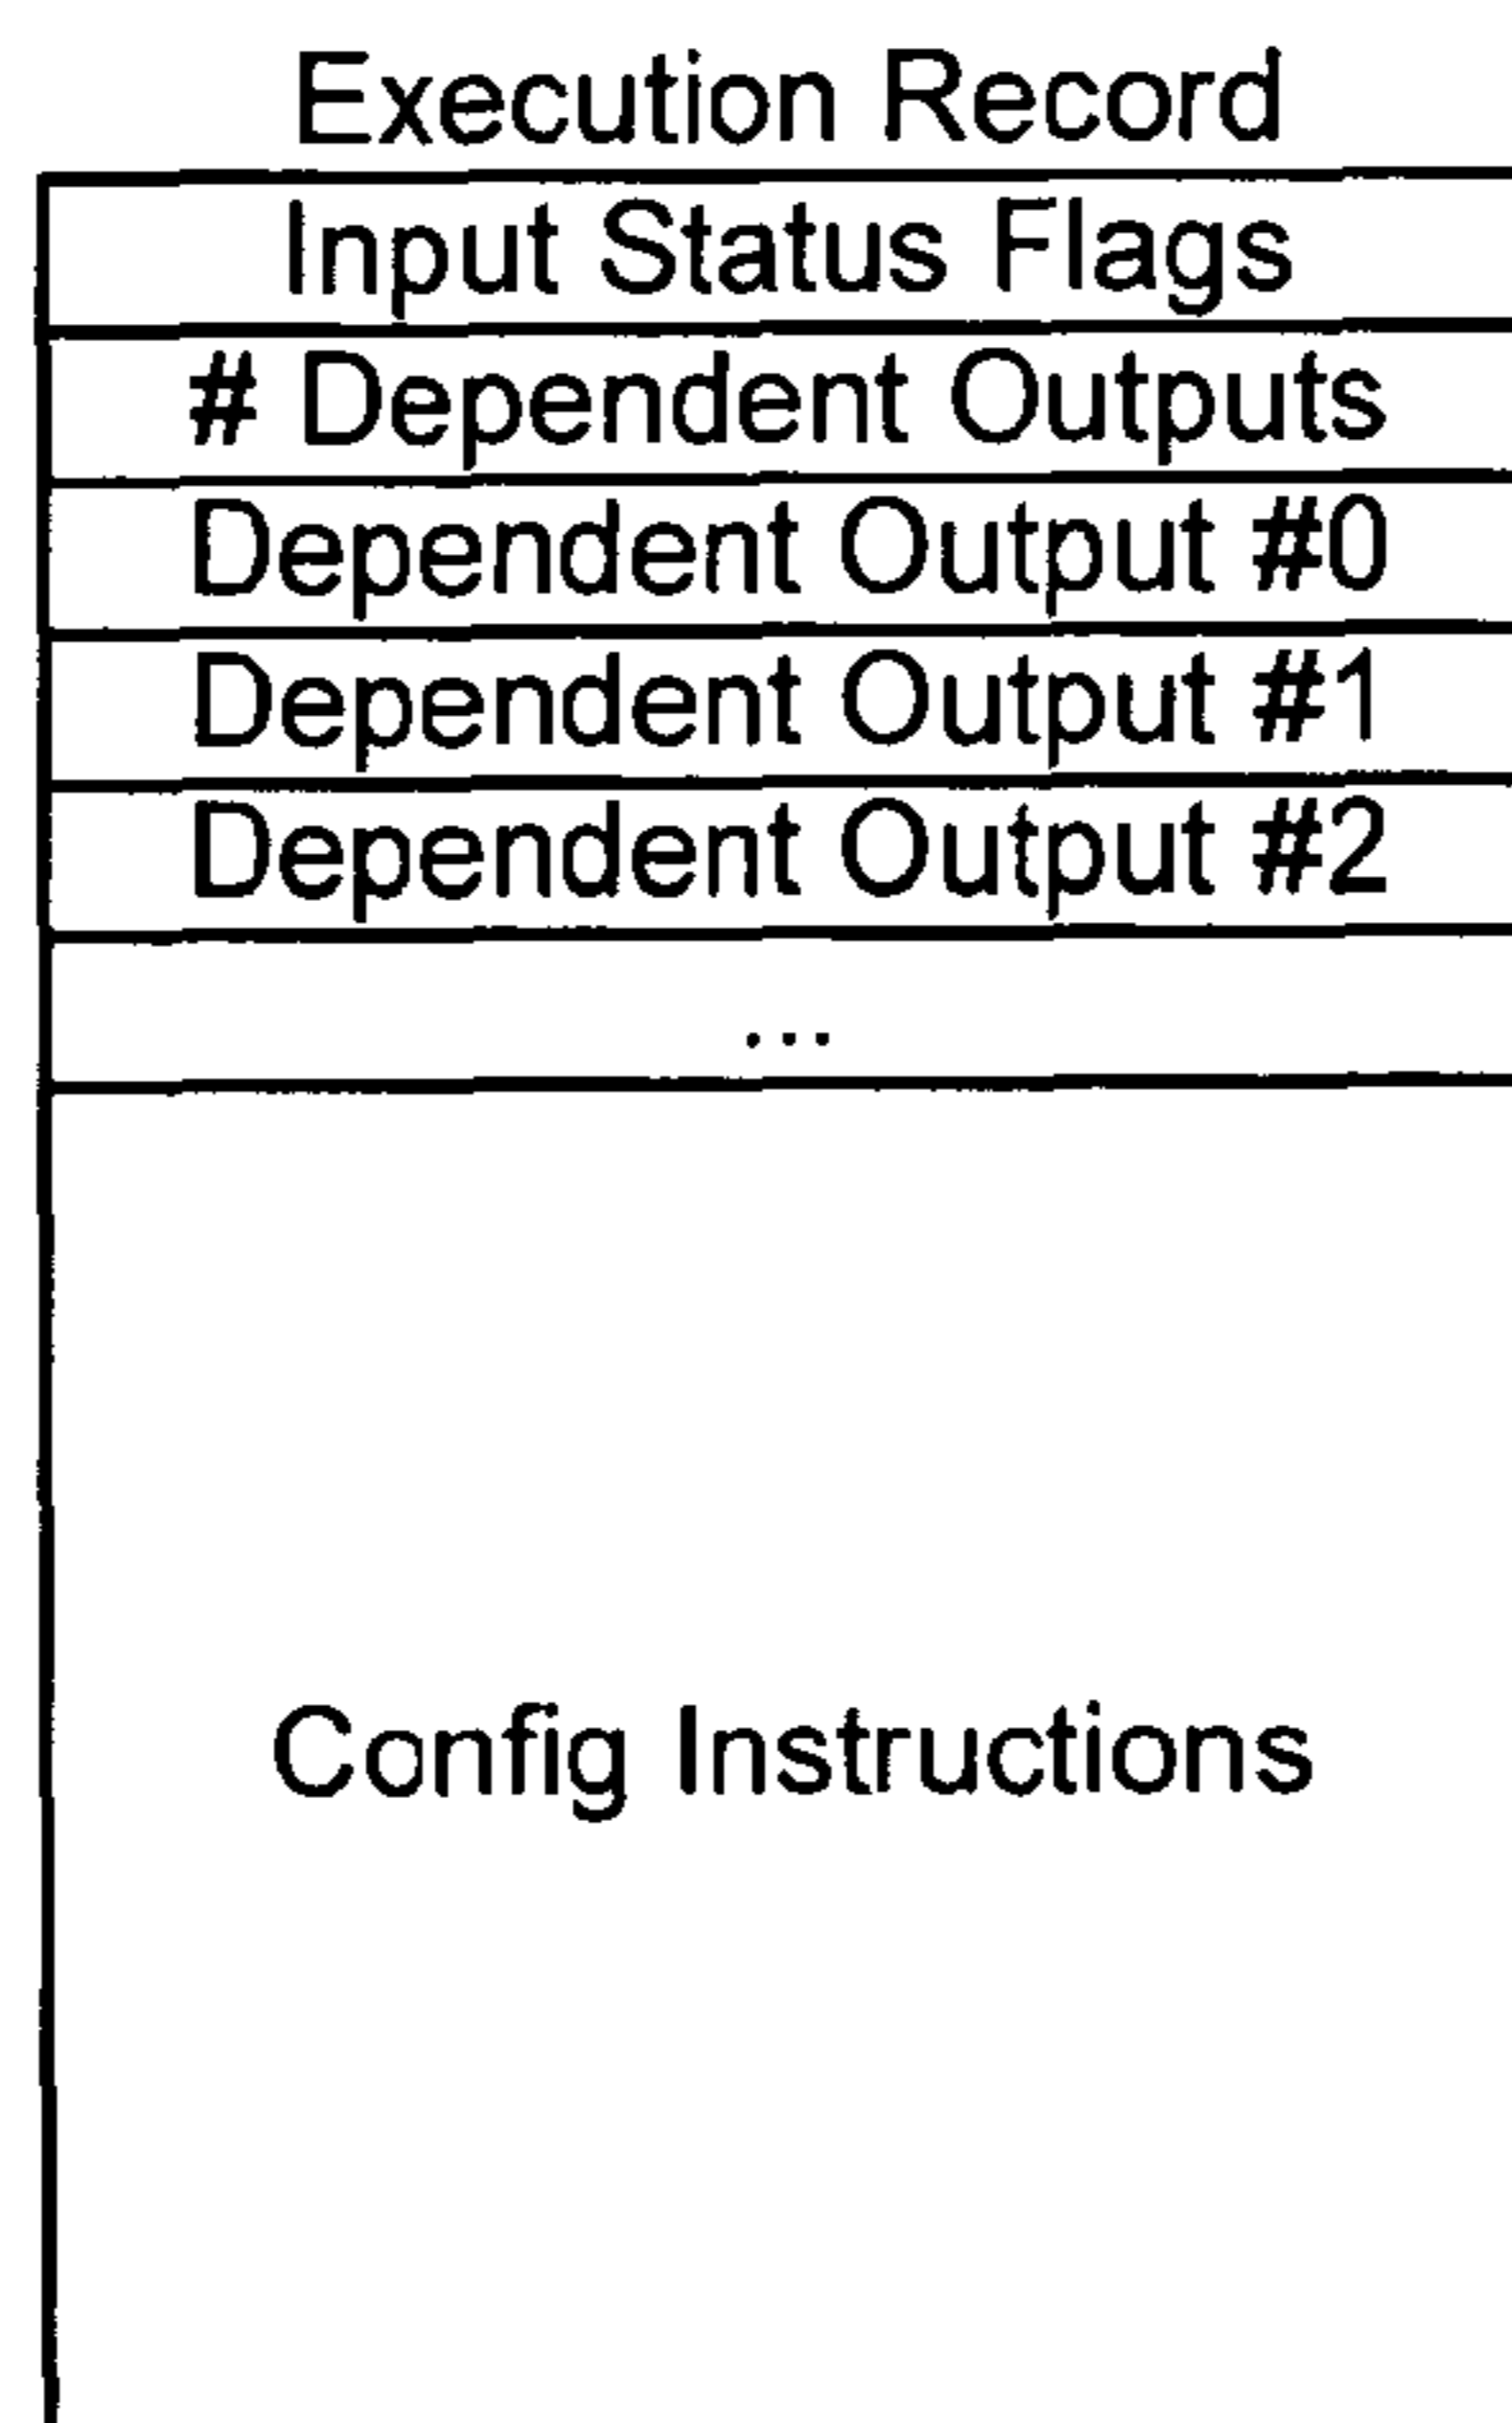 Execution Record
Input Status Flags
# Dependent Outputs
Dependent Output #0
Dependent Output #1
Dependent Output #2
...
Config Instructions